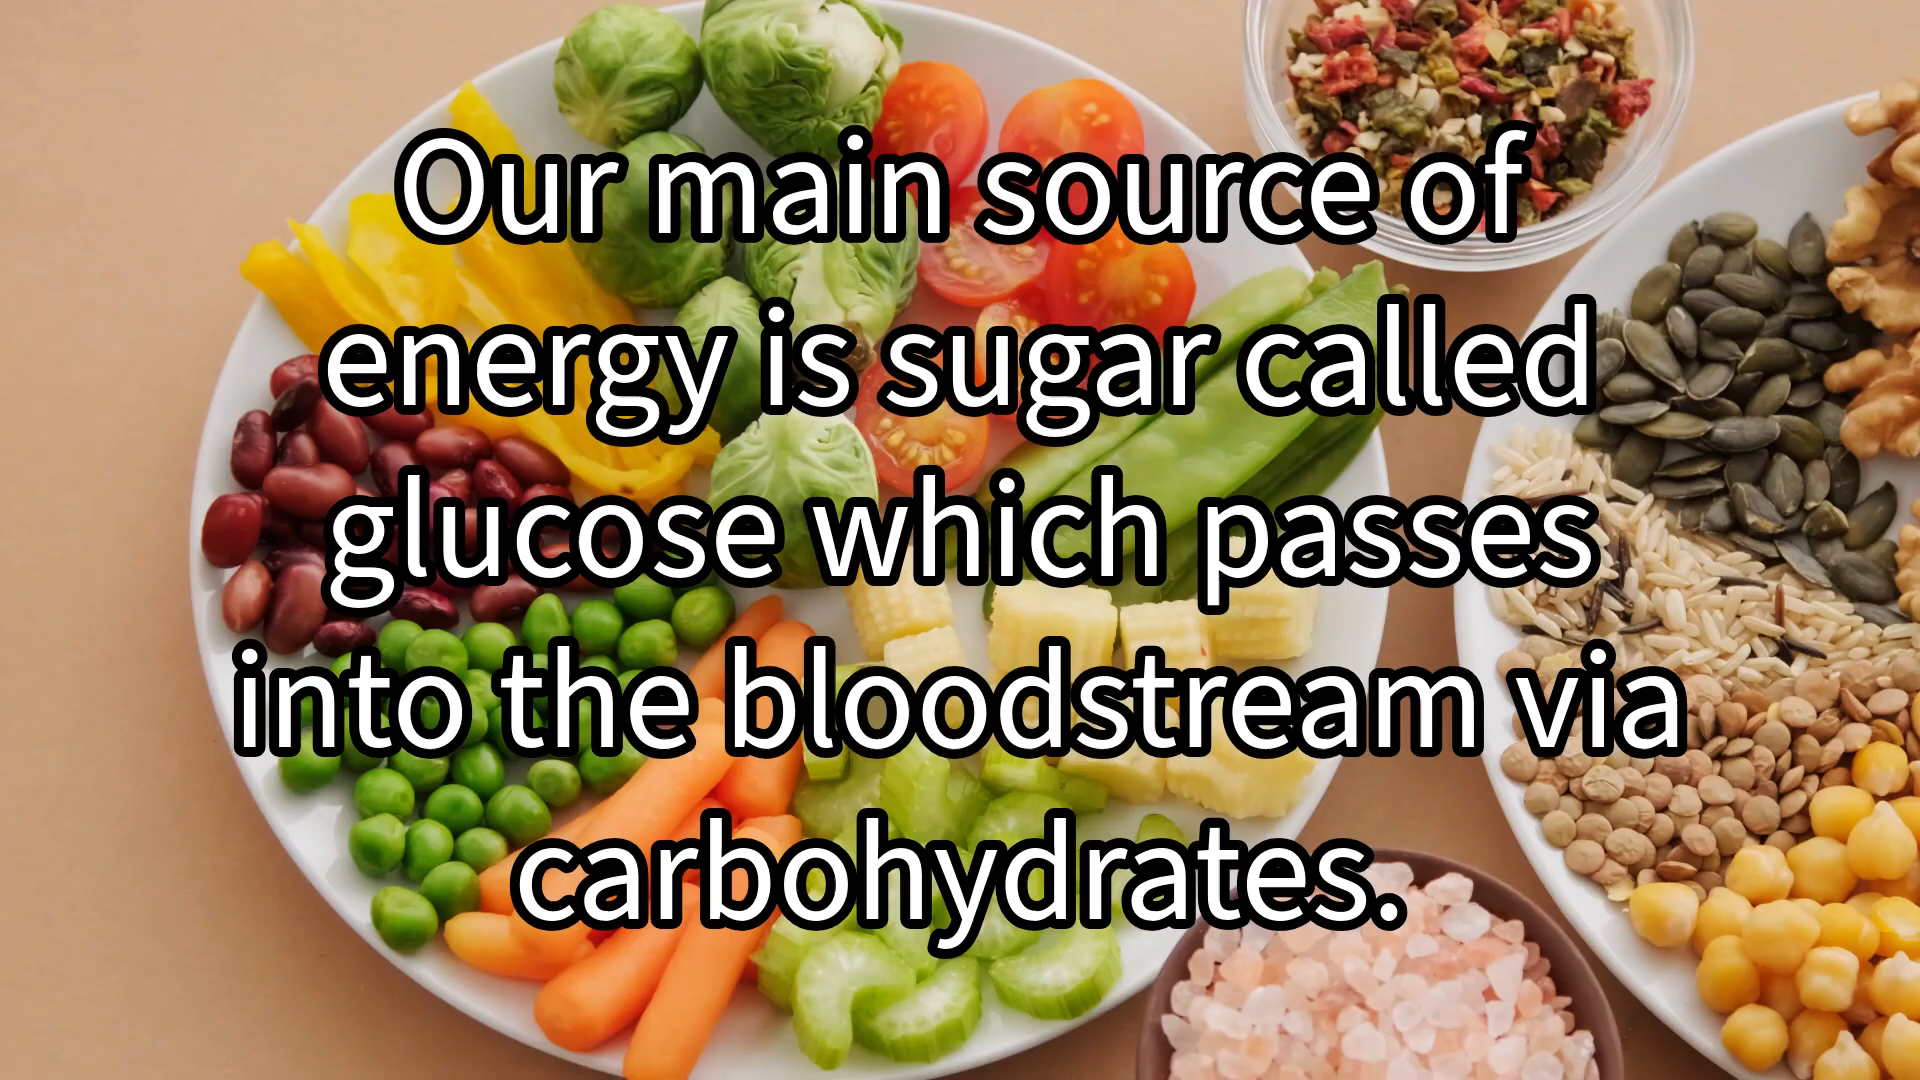 Our main source of
energy is sugar called
glucose which passes
into the bloodstream via
carbohydrates.